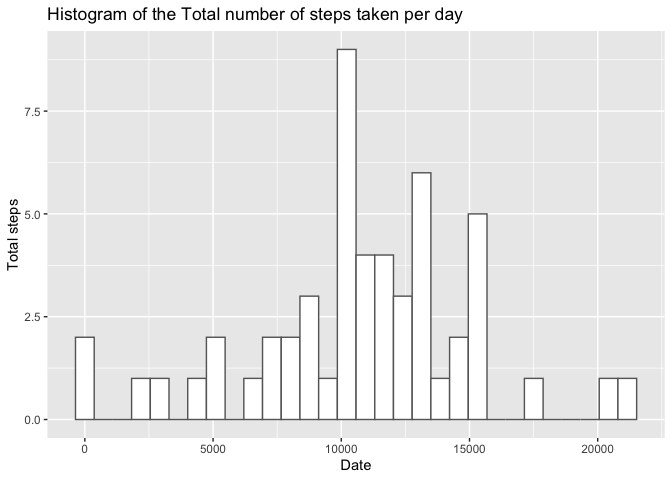 Histogram of the Total number of steps taken per day
7.5
5.0
2.5
0.0
Total steps
0 5000 10000 15000 20000
Date